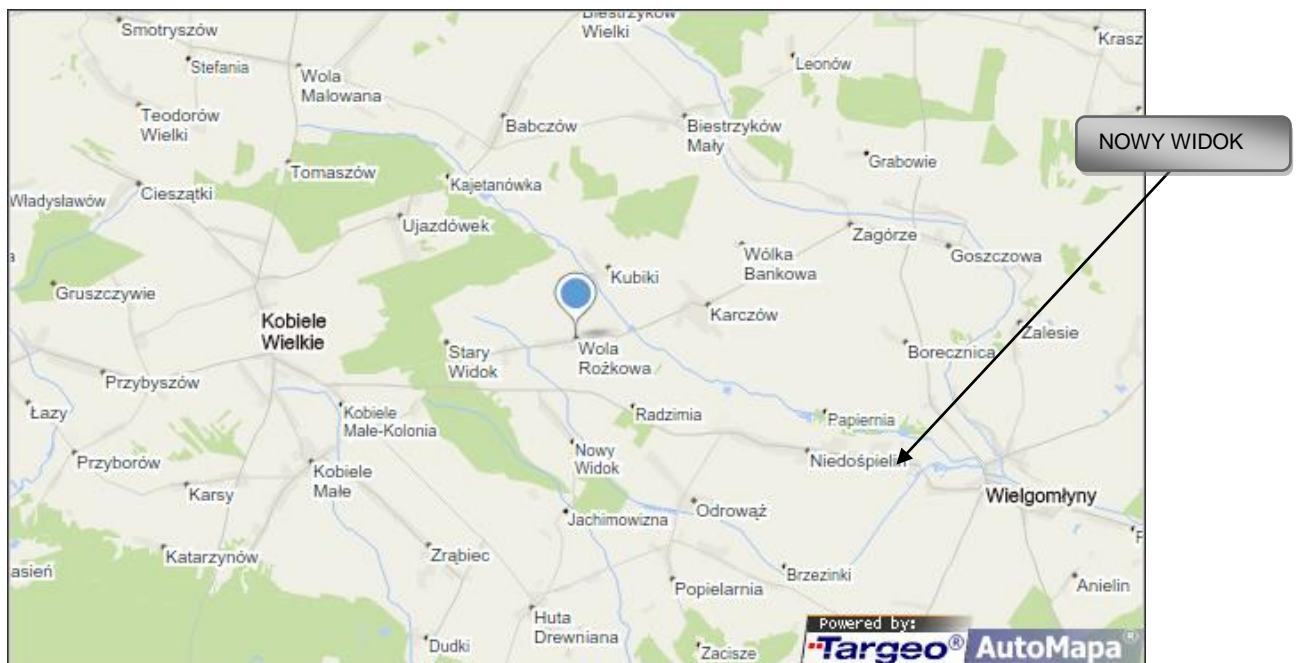 Smotryszów
Wielki
Krasz
Stefania
Wola
Malowana
Leonów
Teodorów
Wielki
Babczów
Biestrzyków
Mały
NOWY WIDOK
Grabowie
Tomaszów
Kajetanówka
Cieszątki
Władysławów
Ujazdówek
Zagórze
Wólka
Bankowa
Goszczowa
Kubiki
Gruszczywie
Karczów
Kobiele
Wielkie
Zalesie
Stary
Widok
Wola
Rożkowa
Borecznica
Przybyszów
Łazy
Kobiele
Małe-Kolonia
Radzimia
Papiernia
Przyborów
Nowy
Widok
Niedośpielin
Kobiele
Małe
Karsy
Wielgomłyny
Odrowąż
Jachimowizna
Katarzynów
Zrąbiec
asień
Brzezinki
Popielarnia
Anielin
Huta
Drewniana
Dudki
Zacisze
Powered by:
Targeo® AutoMapa®